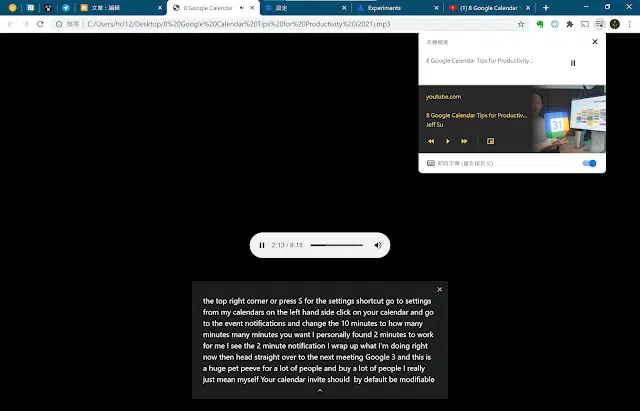 文章：編輯
8 Google Calendar
設定
Experiments
(1) 8 Google Calendar
檔案 | C:/Users/hcl12/Desktop/8%20Google%20Calendar%20Tips%20for%20Productivity%20(2021).mp3
本機檔案
8 Google Calendar Tips for Productivity...
youtube.com
8 Google Calendar Tips for Productiv...
Jeff Su
31
即時字幕 (僅支援英文)
2:13 / 8:16
the top right corner or press S for the settings shortcut go to settings
from my calendars on the left hand side click on your calendar and go
to the event notifications and change the 10 minutes to how many
minutes many minutes you want I personally found 2 minutes to work
for me I see the 2 minute notification I wrap up what I'm doing right
now then head straight over to the next meeting Google 3 and this is
a huge pet peeve for a lot of people and buy a lot of people I really
just mean myself Your calendar invite should by default be modifiable